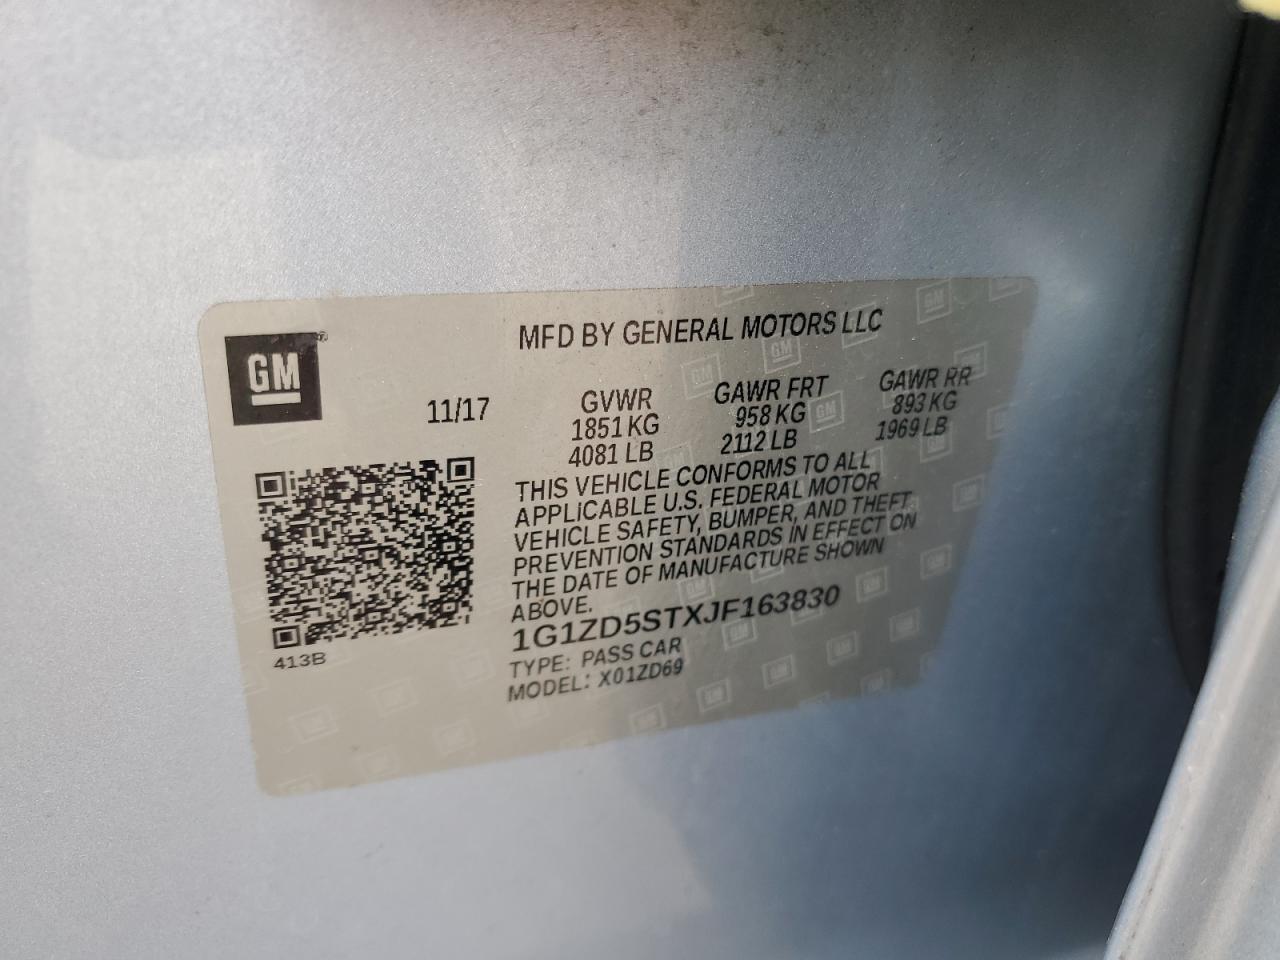 MFD BY GENERAL MOTORS LLC
GM
11/17
GVWR
1851 KG
4081 LB
GAWR FRT
958 KG
2112 LB
GAWR RR
893 KG
1969 LB
THIS VEHICLE CONFORMS TO ALL
APPLICABLE U.S. FEDERAL MOTOR
VEHICLE SAFETY, BUMPER, AND THEFT
PREVENTION STANDARDS IN EFFECT ON
THE DATE OF MANUFACTURE SHOWN
ABOVE.
1G1ZD5STXJF163830
TYPE: PASS CAR
MODEL: X01ZD69
413B